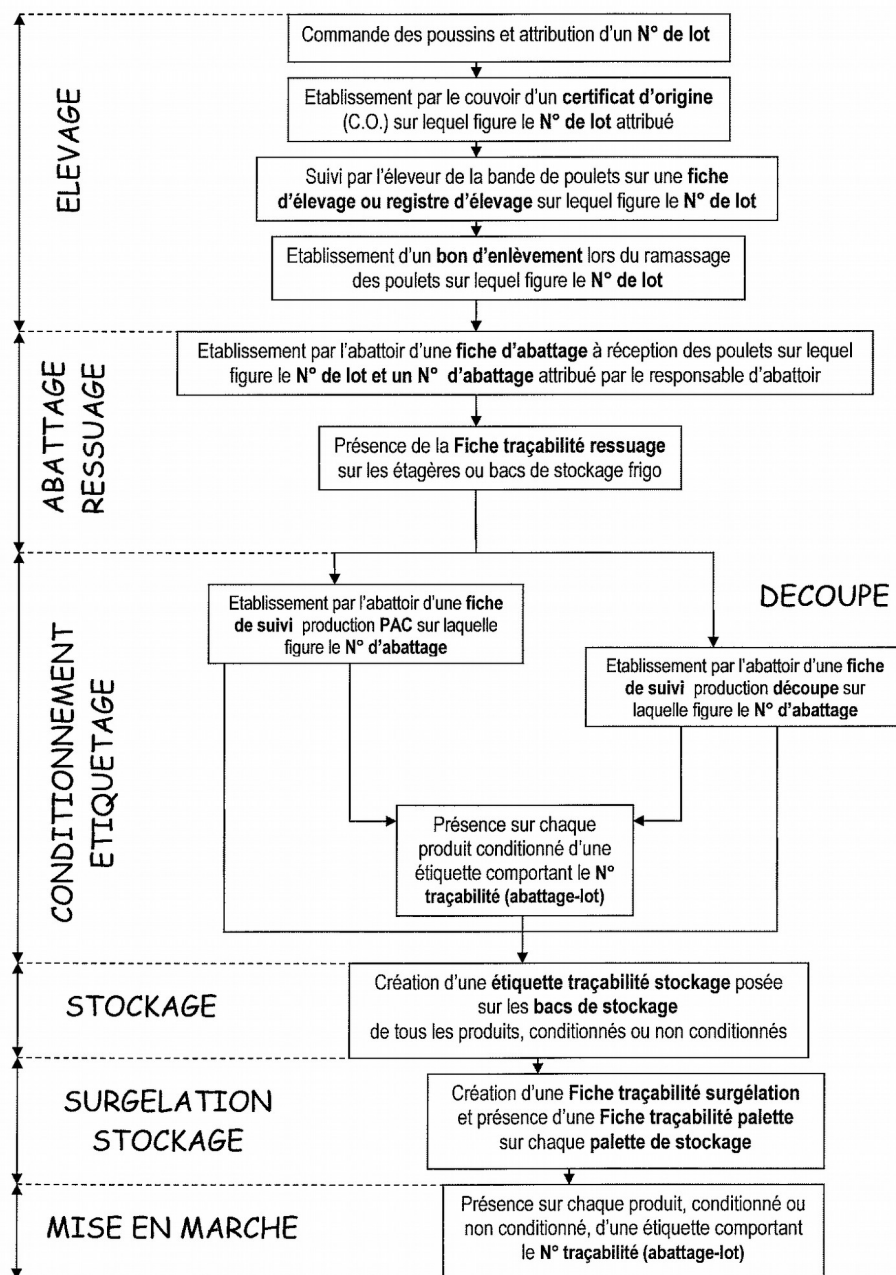 ELEVAGE
Commande des poussins et attribution d'un N° de lot
Etablissement par le couvoir d'un certificat d'origine
(C.O.) sur lequel figure le N° de lot attribué
Suivi par l'éleveur de la bande de poulets sur une fiche
d'élevage ou registre d'élevage sur lequel figure le N° de lot
Etablissement d'un bon d'enlèvement lors du ramassage
des poulets sur lequel figure le N° de lot
ABATTAGE
RESSUAGE
Etablissement par l'abattoir d'une fiche d'abattage à réception des poulets sur lequel
figure le N° de lot et un N° d'abattage attribué par le responsable d'abattoir
Présence de la Fiche traçabilité ressuage
sur les étagères ou bacs de stockage frigo
CONDITIONNEMENT
ETIQUETAGE
Etablissement par l'abattoir d'une fiche
de suivi production PAC sur laquelle
figure le N° d'abattage
DECOUPE
Etablissement par l'abattoir d'une fiche
de suivi production découpe sur
laquelle figure le N° d'abattage
Présence sur chaque
produit conditionné d'une
étiquette comportant le N°
traçabilité (abattage-lot)
STOCKAGE
Création d'une étiquette traçabilité stockage posée
sur les bacs de stockage
de tous les produits, conditionnés ou non conditionnés
SURGELATION
STOCKAGE
Création d'une Fiche traçabilité surgélation
et présence d'une Fiche traçabilité palette
sur chaque palette de stockage
MISE EN MARCHE
Présence sur chaque produit, conditionné ou
non conditionné, d'une étiquette comportant
le N° traçabilité (abattage-lot)